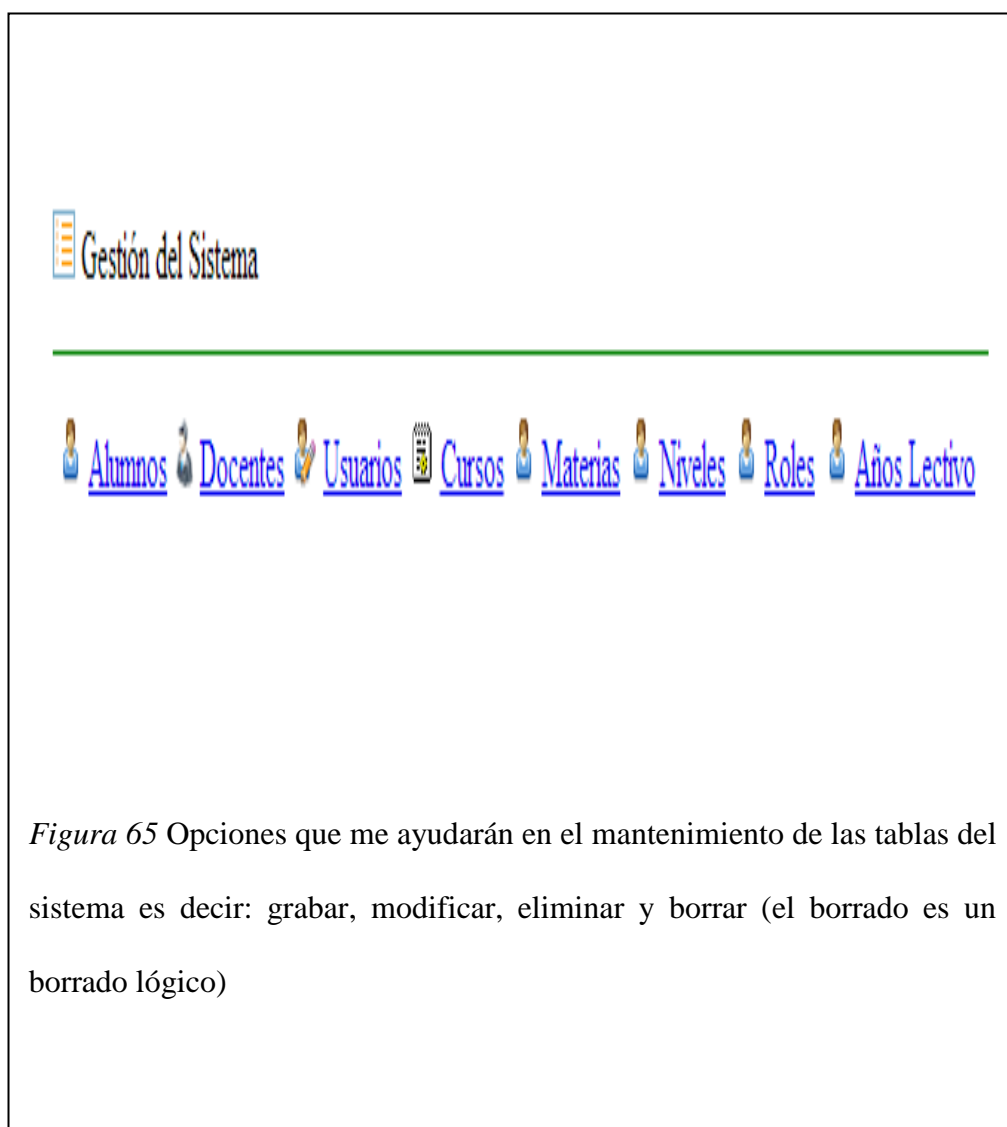 Gestión del Sistema
Alumnos Docentes Usuarios Cursos Materias Niveles Roles Años Lectivo
Figura 65 Opciones que me ayudarán en el mantenimiento de las tablas del
sistema es decir: grabar, modificar, eliminar y borrar (el borrado es un
borrado lógico)